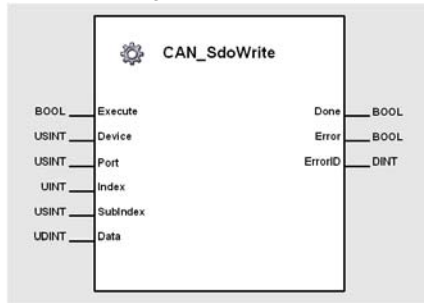 CAN_SdoWrite
BOOL Execute Done BOOL
USINT Device Error BOOL
USINT Port ErrorID DINT
UINT Index
USINT SubIndex
UDINT Data